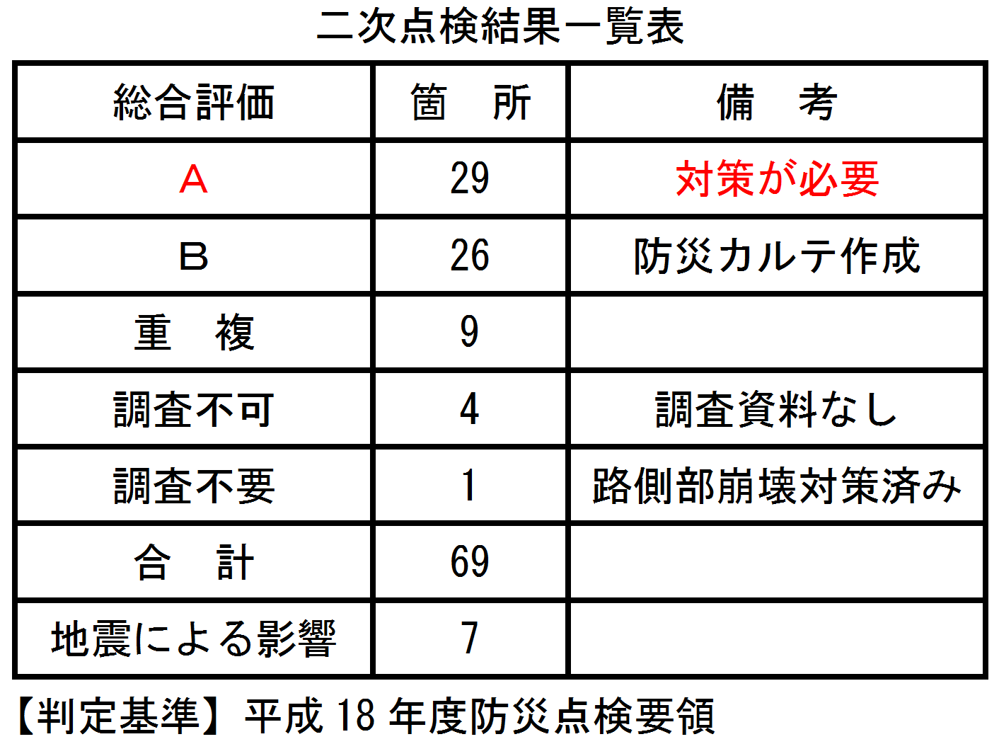 二次点検結果一覧表
総合評価 箇　所 備　考
Ａ 29 対策が必要
Ｂ 26 防災カルテ作成
重　複 9
調査不可 4 調査資料なし
調査不要 1 路側部崩壊対策済み
合　計 69
地震による影響 7
【判定基準】平成 18 年度防災点検要領